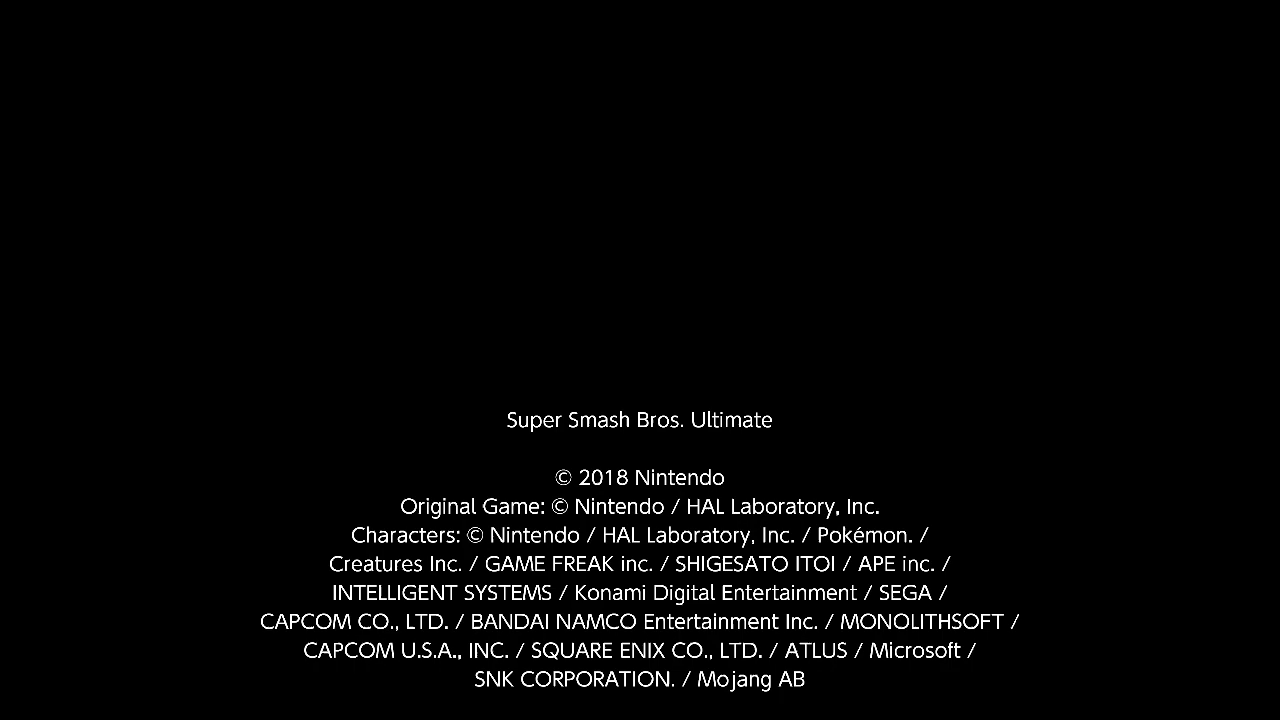 Super Smash Bros. Ultimate
© 2018 Nintendo
Original Game: © Nintendo / HAL Laboratory, Inc.
Characters: © Nintendo / HAL Laboratory, Inc. / Pokémon. /
Creatures Inc. / GAME FREAK inc. / SHIGESATO ITOI / APE inc. /
INTELLIGENT SYSTEMS / Konami Digital Entertainment / SEGA /
CAPCOM CO., LTD. / BANDAI NAMCO Entertainment Inc. / MONOLITHSOFT /
CAPCOM U.S.A., INC. / SQUARE ENIX CO., LTD. / ATLUS / Microsoft /
SNK CORPORATION. / Mojang AB